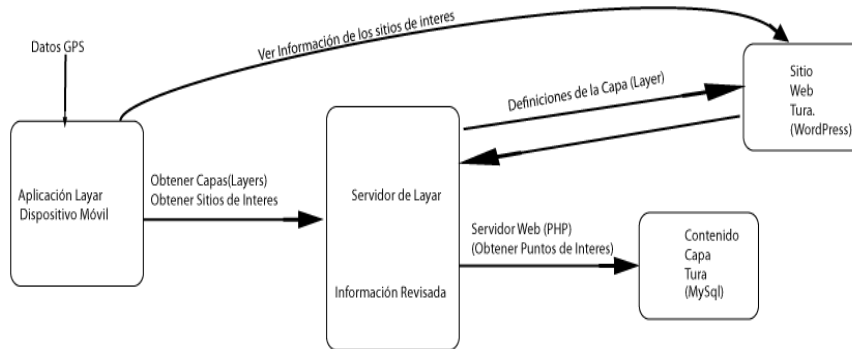 Datos GPS
Ver Información de los sitios de interes
Sitio
Web
Tura.
(WordPress)
Definiciones de la Capa (Layer)
Aplicación Layar
Dispositivo Móvil
Obtener Capas(Layers)
Obtener Sitios de Interes
Servidor de Layar
Información Revisada
Servidor Web (PHP)
(Obtener Puntos de Interes)
Contenido
Capa
Tura
(MySql)